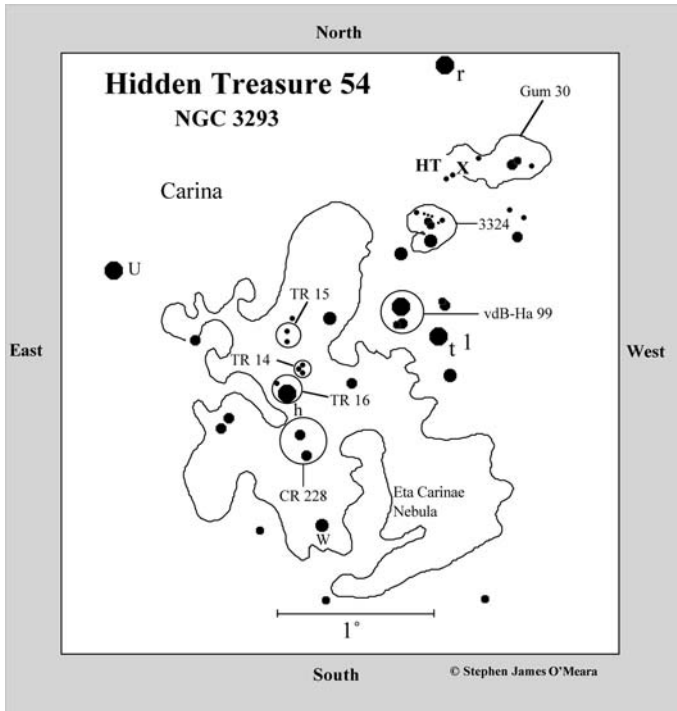 North
Hidden Treasure 54
NGC 3293
r
Gum 30
HT X
Carina
3324
U
TR 15
vdB-Ha 99
East
TR 14
t 1
West
TR 16
h
CR 228
Eta Carinae
Nebula
W
1°
South
© Stephen James O'Meara